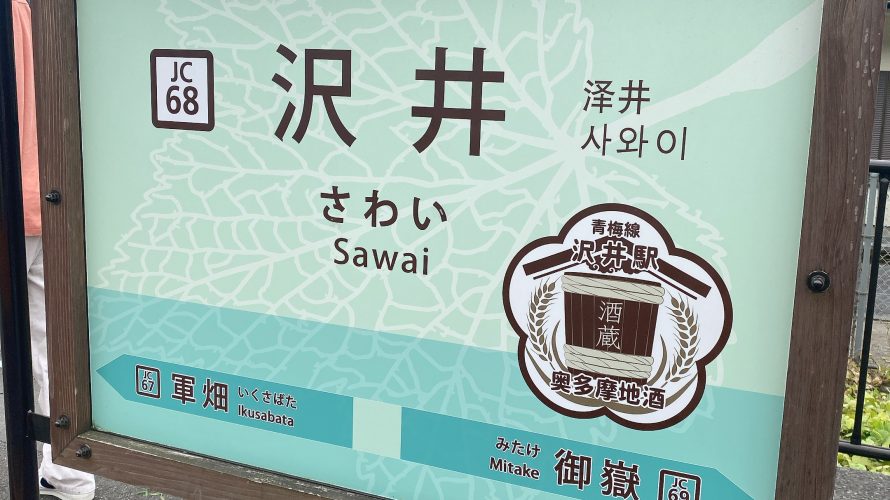 JC
68
沢井
泽井
사와이
さわい
Sawai
青梅線
沢井駅
酒蔵
奥多摩地酒
JC
67
軍畑
いくさばた
Ikusabata
みたけ
Mitake
御嶽
JC
69